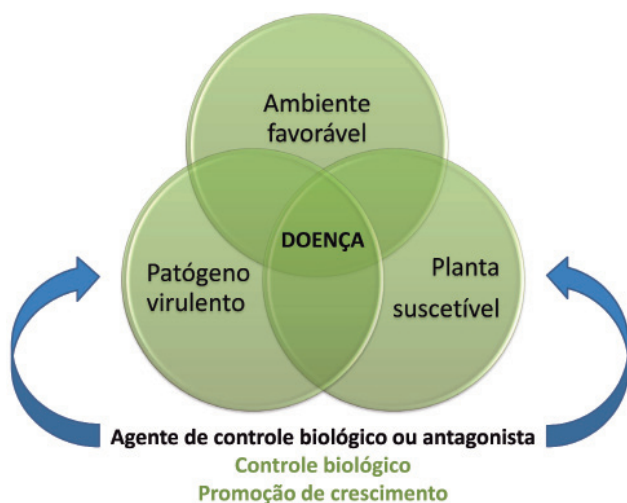 Ambiente
favorável
DOENÇA
Patógeno
virulento
Planta
suscetível
Agente de controle biológico ou antagonista
Controle biológico
Promoção de crescimento